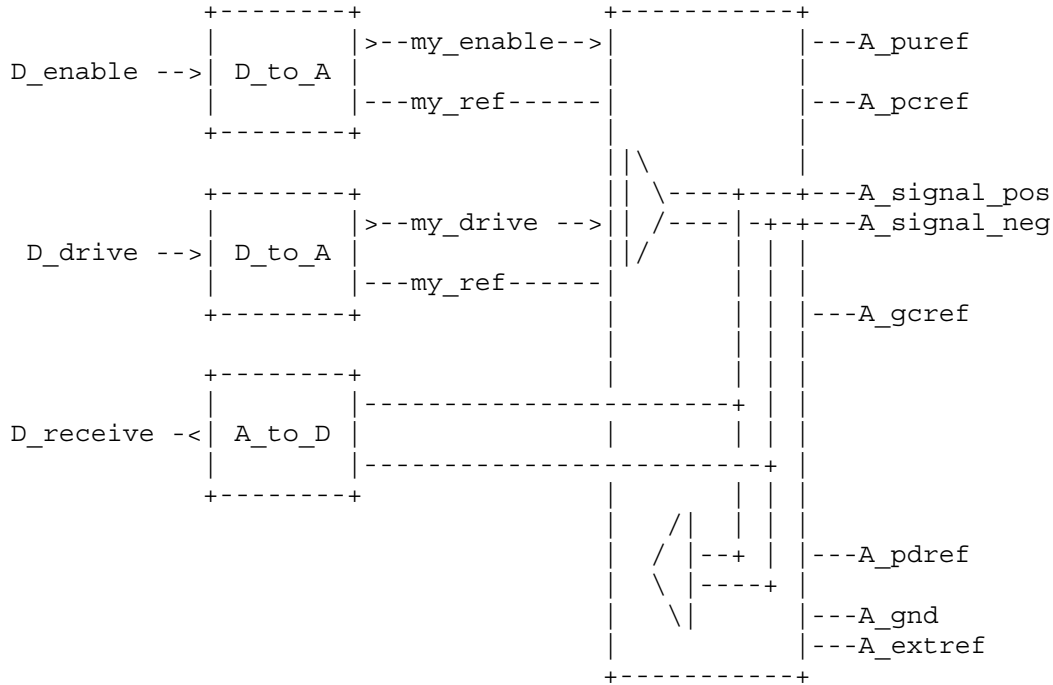 >---my_enable--> ---A_puref
D_enable --> D_to_A
---my_ref------ ---A_pcref
---A_signal_pos
>---my_drive --> ---A_signal_neg
D_drive --> D_to_A
---my_ref------
---A_gcref
D_receive -< A_to_D
---A_pdref
---A_gnd
---A_extref